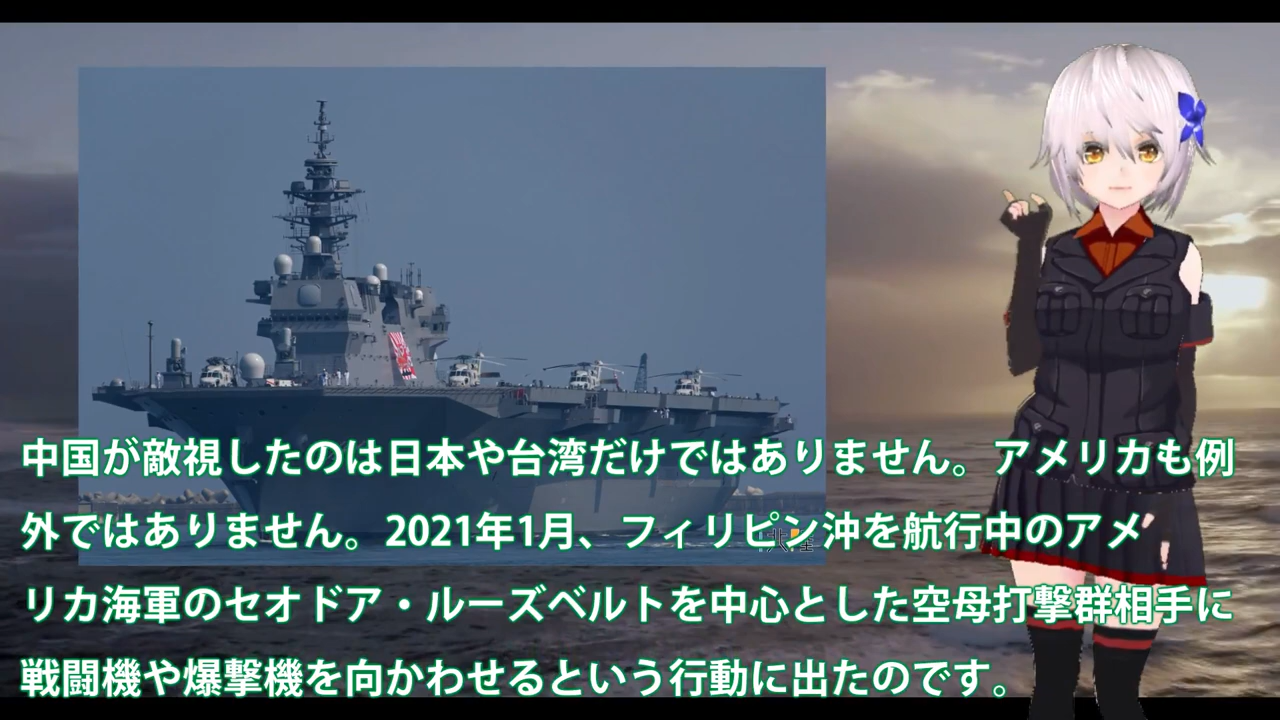 中国が敵視したのは日本や台湾だけではありません。アメリカも例
外ではありません。2021年1月、フィリピン沖を航行中のアメ
リカ海軍のセオドア・ルーズベルトを中心とした空母打撃群相手に
戦闘機や爆撃機を向かわせるという行動に出たのです。